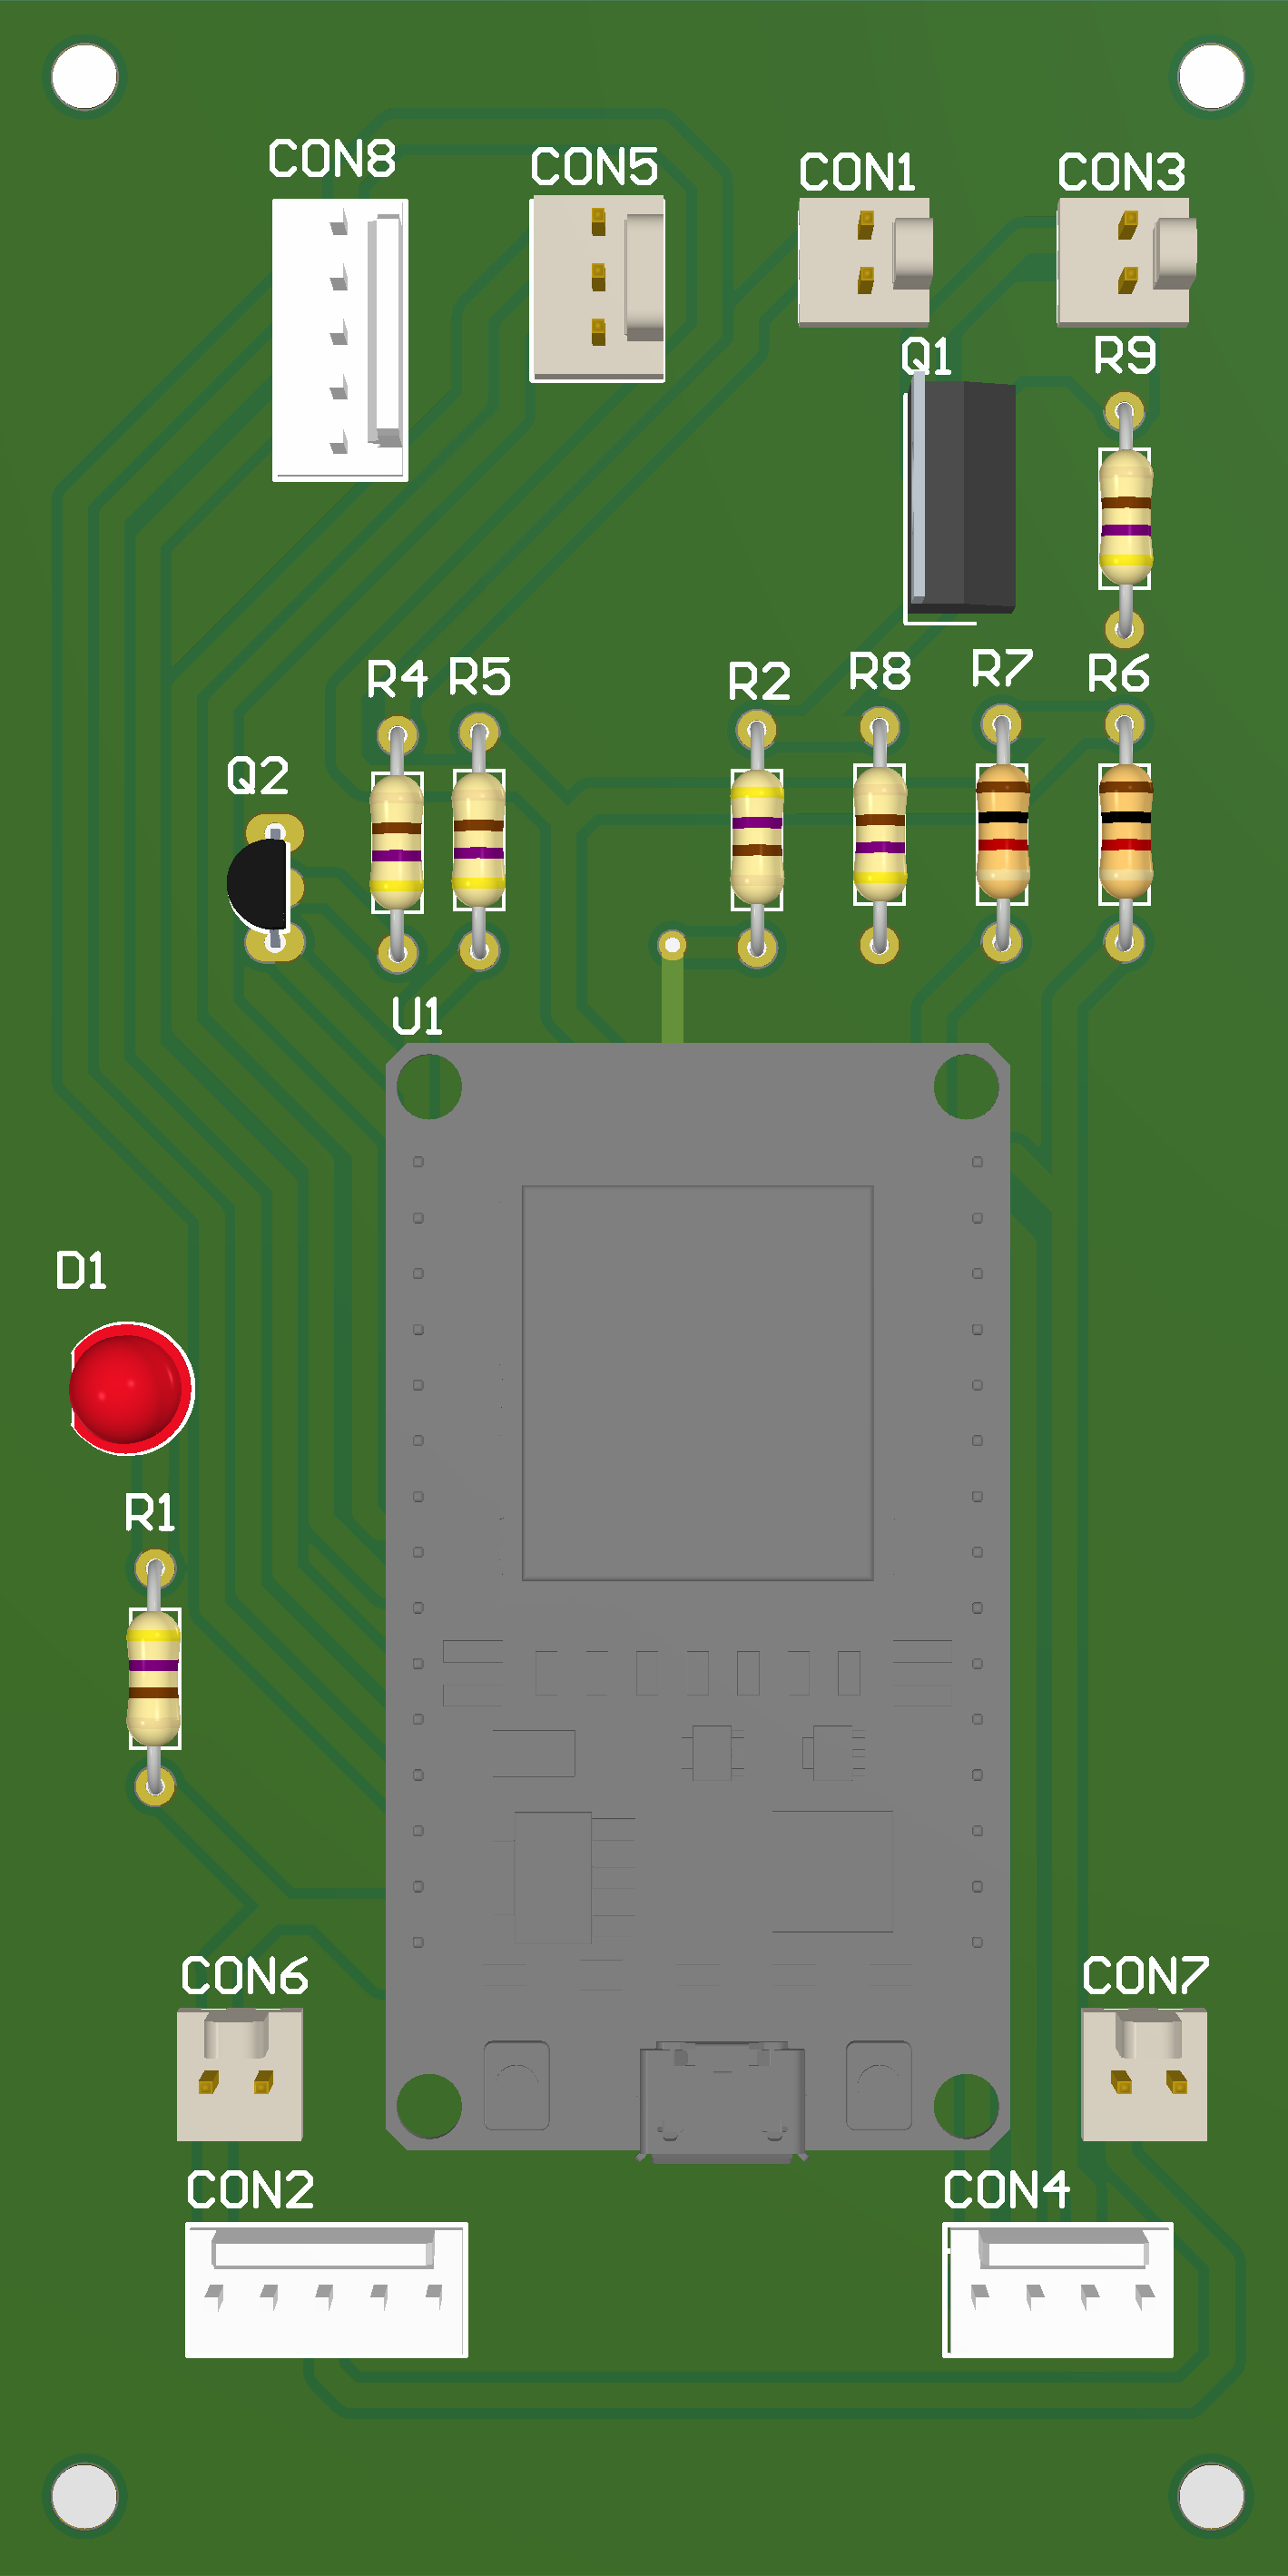 CON8
CON5
CON1
CON3
Q1
R9
R4
R5
R2
R8
R7
R6
Q2
U1
D1
R1
CON6
CON7
CON2
CON4